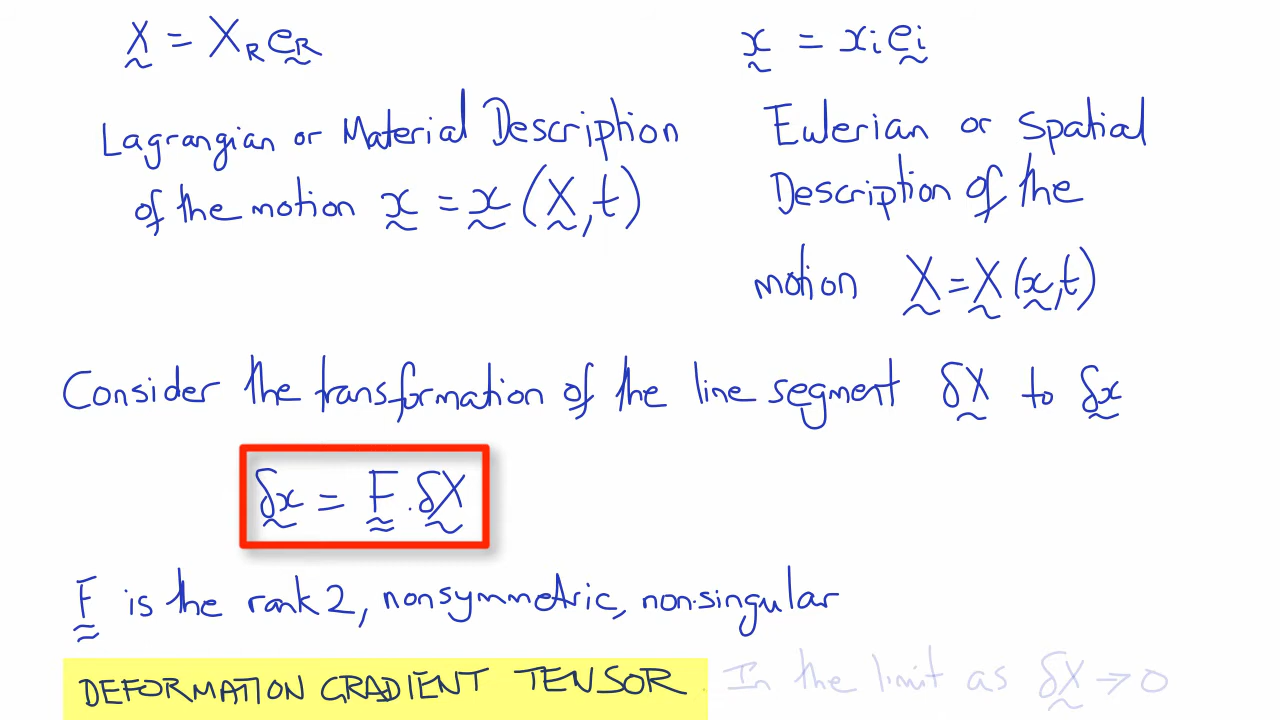 X = X_R e_R
x = x_i e_i
Lagrangian or Material Description
of the motion x = x (X, t)
Eulerian or Spatial
Description of the
motion X = X (x, t)
Consider the transformation of the line segment δX to δx
δx = F . δX
F is the rank 2, nonsymmetric, non-singular
DEFORMATION GRADIENT TENSOR. In the limit as δX → 0